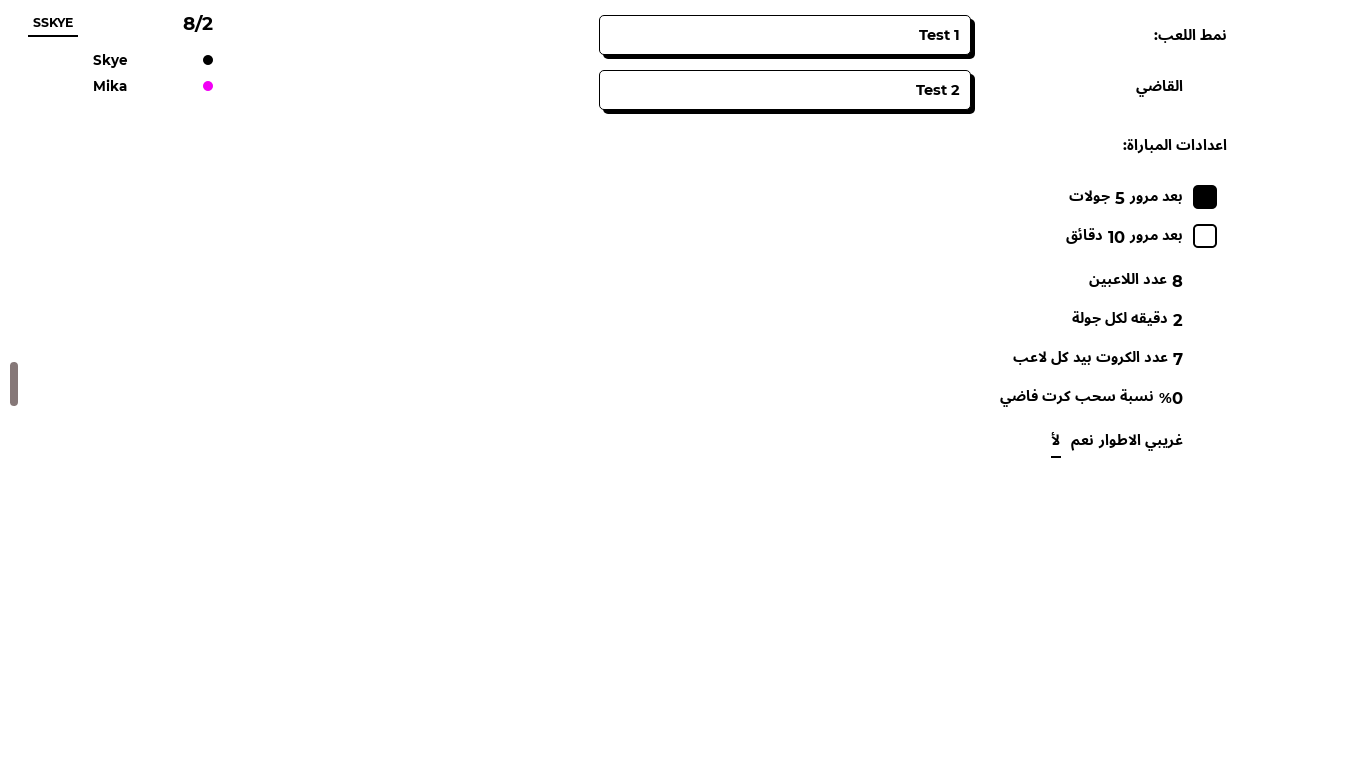 نمط اللعب:
القاضي
اعدادات المباراة:
بعد مرور 5 جولات
بعد مرور 10 دقائق
8 عدد اللاعبين
2 دقيقه لكل جولة
7 عدد الكروت بيد كل لاعب
%0 نسبة سحب كرت فاضي
غريبي الاطوار نعم لأ
Test 1
Test 2
8/2
SSKYE
Skye
Mika